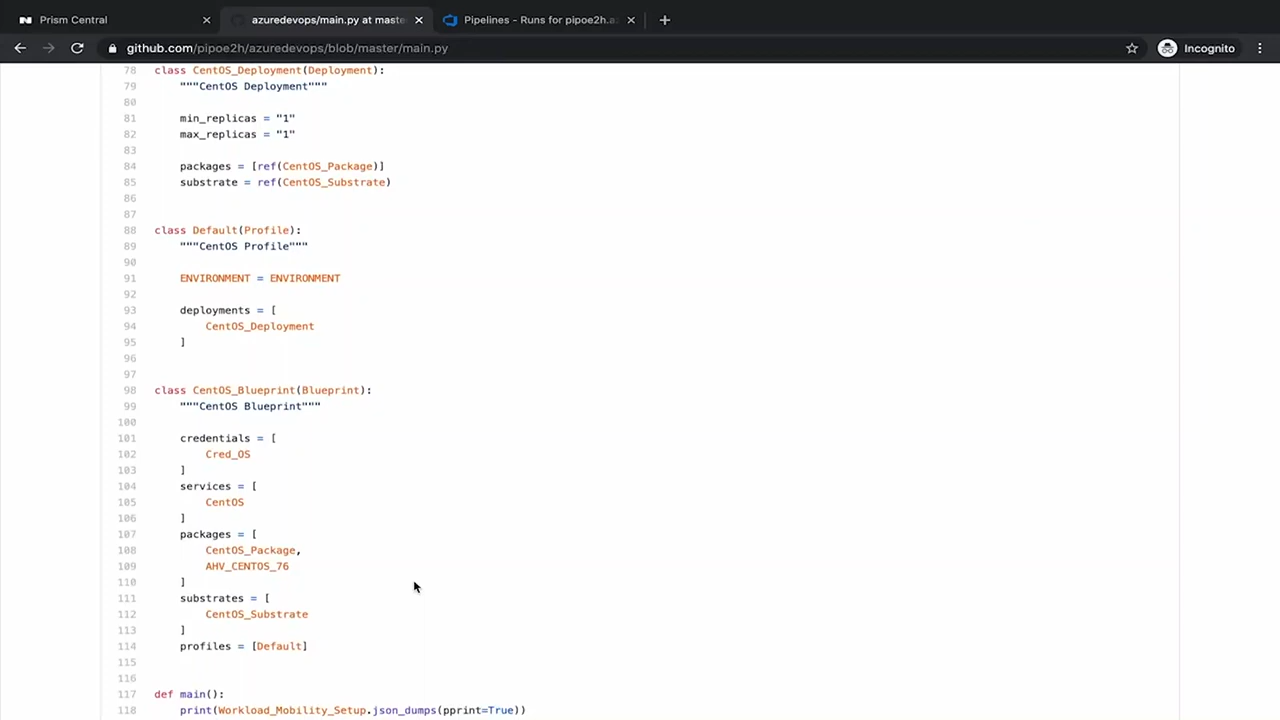 Prism Central
azuredevops/main.py at maste
Pipelines - Runs for pipoe2h.a
github.com/pipoe2h/azuredevops/blob/master/main.py
Incognito
78 class CentOS_Deployment(Deployment):
79 """CentOS Deployment"""
80
81 min_replicas = "1"
82 max_replicas = "1"
83
84 packages = [ref(CentOS_Package)]
85 substrate = ref(CentOS_Substrate)
86
87
88 class Default(Profile):
89 """CentOS Profile"""
90
91 ENVIRONMENT = ENVIRONMENT
92
93 deployments = [
94 CentOS_Deployment
95 ]
96
97
98 class CentOS_Blueprint(Blueprint):
99 """CentOS Blueprint"""
100
101 credentials = [
102 Cred_OS
103 ]
104 services = [
105 CentOS
106 ]
107 packages = [
108 CentOS_Package,
109 AHV_CENTOS_76
110 ]
111 substrates = [
112 CentOS_Substrate
113 ]
114 profiles = [Default]
115
116
117 def main():
118 print(Workload_Mobility_Setup.json_dumps(pprint=True))